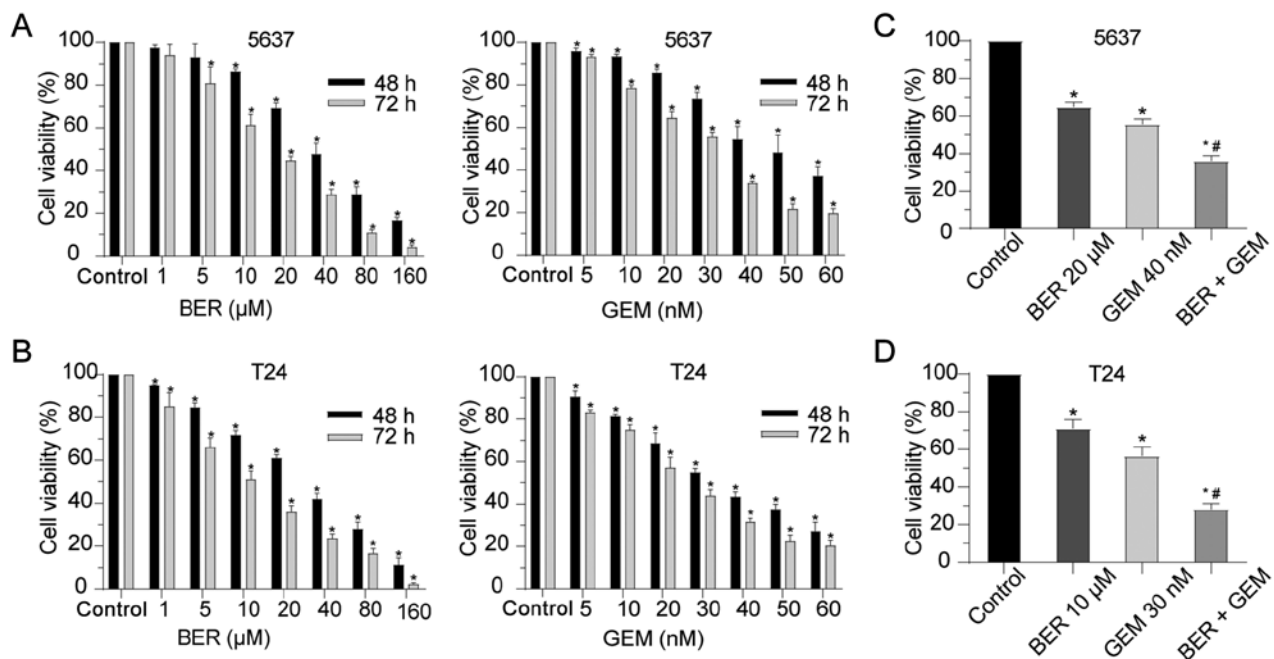 A
5637
48 h
72 h
Cell viability (%)
100
80
60
40
20
0
Control 1 5 10 20 40 80 160
BER (µM)
* * * * * * * * * * *
5637
48 h
72 h
Cell viability (%)
100
80
60
40
20
0
Control 5 10 20 30 40 50 60
GEM (nM)
* * * * * * * * * * * * * *
C
5637
Cell viability (%)
100
80
60
40
20
0
* * *#
Control
BER 20 µM
GEM 40 nM
BER + GEM
B
T24
48 h
72 h
Cell viability (%)
100
80
60
40
20
0
Control 1 5 10 20 40 80 160
BER (µM)
* * * * * * * * * * * * * *
T24
48 h
72 h
Cell viability (%)
100
80
60
40
20
0
Control 5 10 20 30 40 50 60
GEM (nM)
* * * * * * * * * * * * * *
D
T24
Cell viability (%)
100
80
60
40
20
0
* * *#
Control
BER 10 µM
GEM 30 nM
BER + GEM